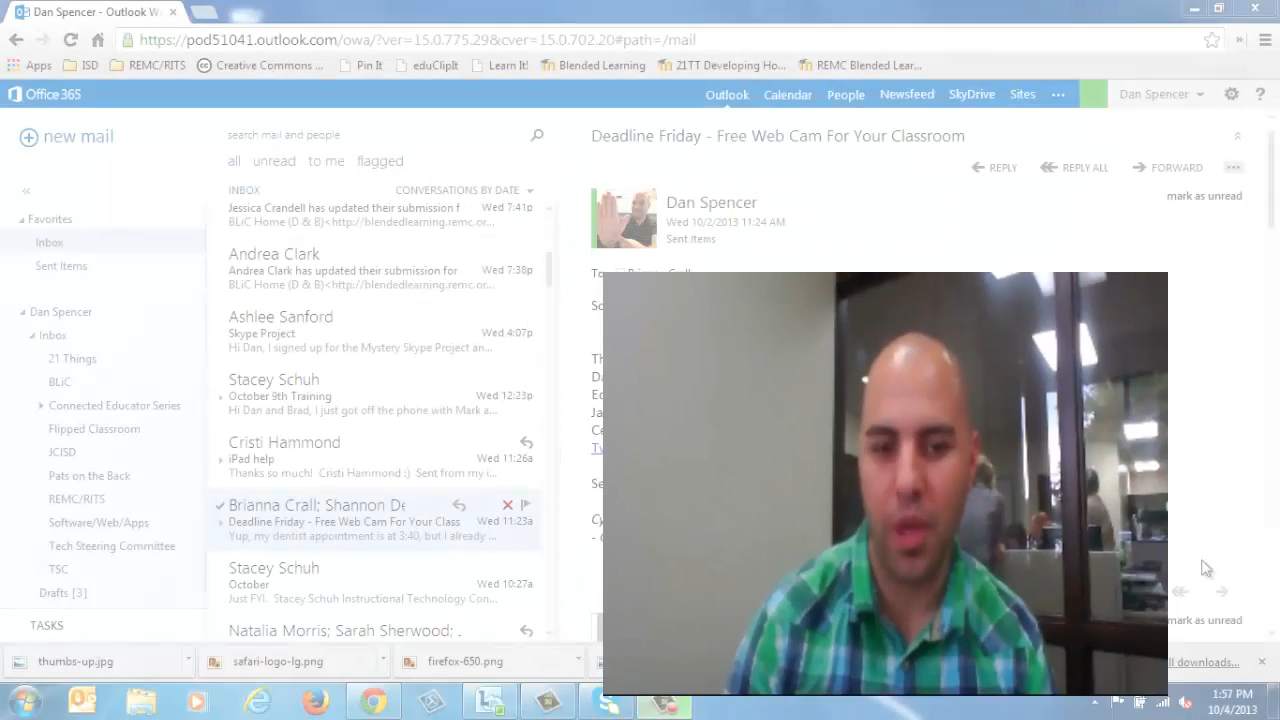 Dan Spencer - Outlook W
https://pod51041.outlook.com/owa/?ver=15.0.775.29&cver=15.0.702.20#path=/mail
Apps ISD REMC/RITS Creative Commons ... Pin It eduClipIt Learn It! Blended Learning 21TT Developing Ho... REMC Blended Lear...
Office 365 Outlook Calendar People Newsfeed SkyDrive Sites ... Dan Spencer
new mail
search mail and people
all unread to me flagged
INBOX CONVERSATIONS BY DATE
Favorites
Inbox
Sent Items
Dan Spencer
Inbox
21 Things
BLiC
Connected Educator Series
Flipped Classroom
JCISD
Pats on the Back
REMC/RITS
Software/Web/Apps
Tech Steering Committee
TSC
Drafts [3]
TASKS
Jessica Crandell has updated their submission f Wed 7:41p
BLiC Home (D & B)<http://blendedlearning.remc.or...
Andrea Clark
Andrea Clark has updated their submission for Wed 7:38p
BLiC Home (D & B)<http://blendedlearning.remc.or...
Ashlee Sanford
Skype Project Wed 4:07p
Hi Dan, I signed up for the Mystery Skype Project an...
Stacey Schuh
October 9th Training Wed 12:23p
Hi Dan and Brad, I just got off the phone with Mark a...
Cristi Hammond
iPad help Wed 11:26a
Thanks so much! Cristi Hammond :) Sent from my i...
Brianna Crall; Shannon De
Deadline Friday - Free Web Cam For Your Class Wed 11:23a
Yup, my dentist appointment is at 3:40, but I already ...
Stacey Schuh
October Wed 10:27a
Just FYI. Stacey Schuh Instructional Technology Con...
Natalia Morris; Sarah Sherwood; .
Deadline Friday - Free Web Cam For Your Classroom
REPLY REPLY ALL FORWARD
mark as unread
Dan Spencer
Wed 10/2/2013 11:24 AM
Sent Items
mark as unread
thumbs-up.jpg safari-logo-lg.png firefox-650.png ll downloads...
1:57 PM
10/4/2013